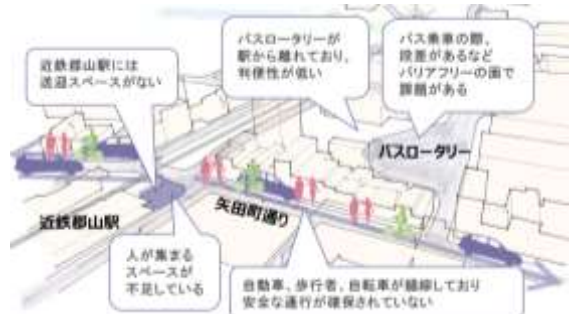 近鉄郡山駅には
送迎スペースがない
バスロータリーが
駅から離れており、
利便性が低い
バス乗車の際、
段差があるなど
バリアフリーの面で
課題がある
バスロータリー
近鉄郡山駅
矢田町通り
人が集まる
スペースが
不足している
自動車、歩行者、自転車が錯綜しており
安全な通行が確保されていない